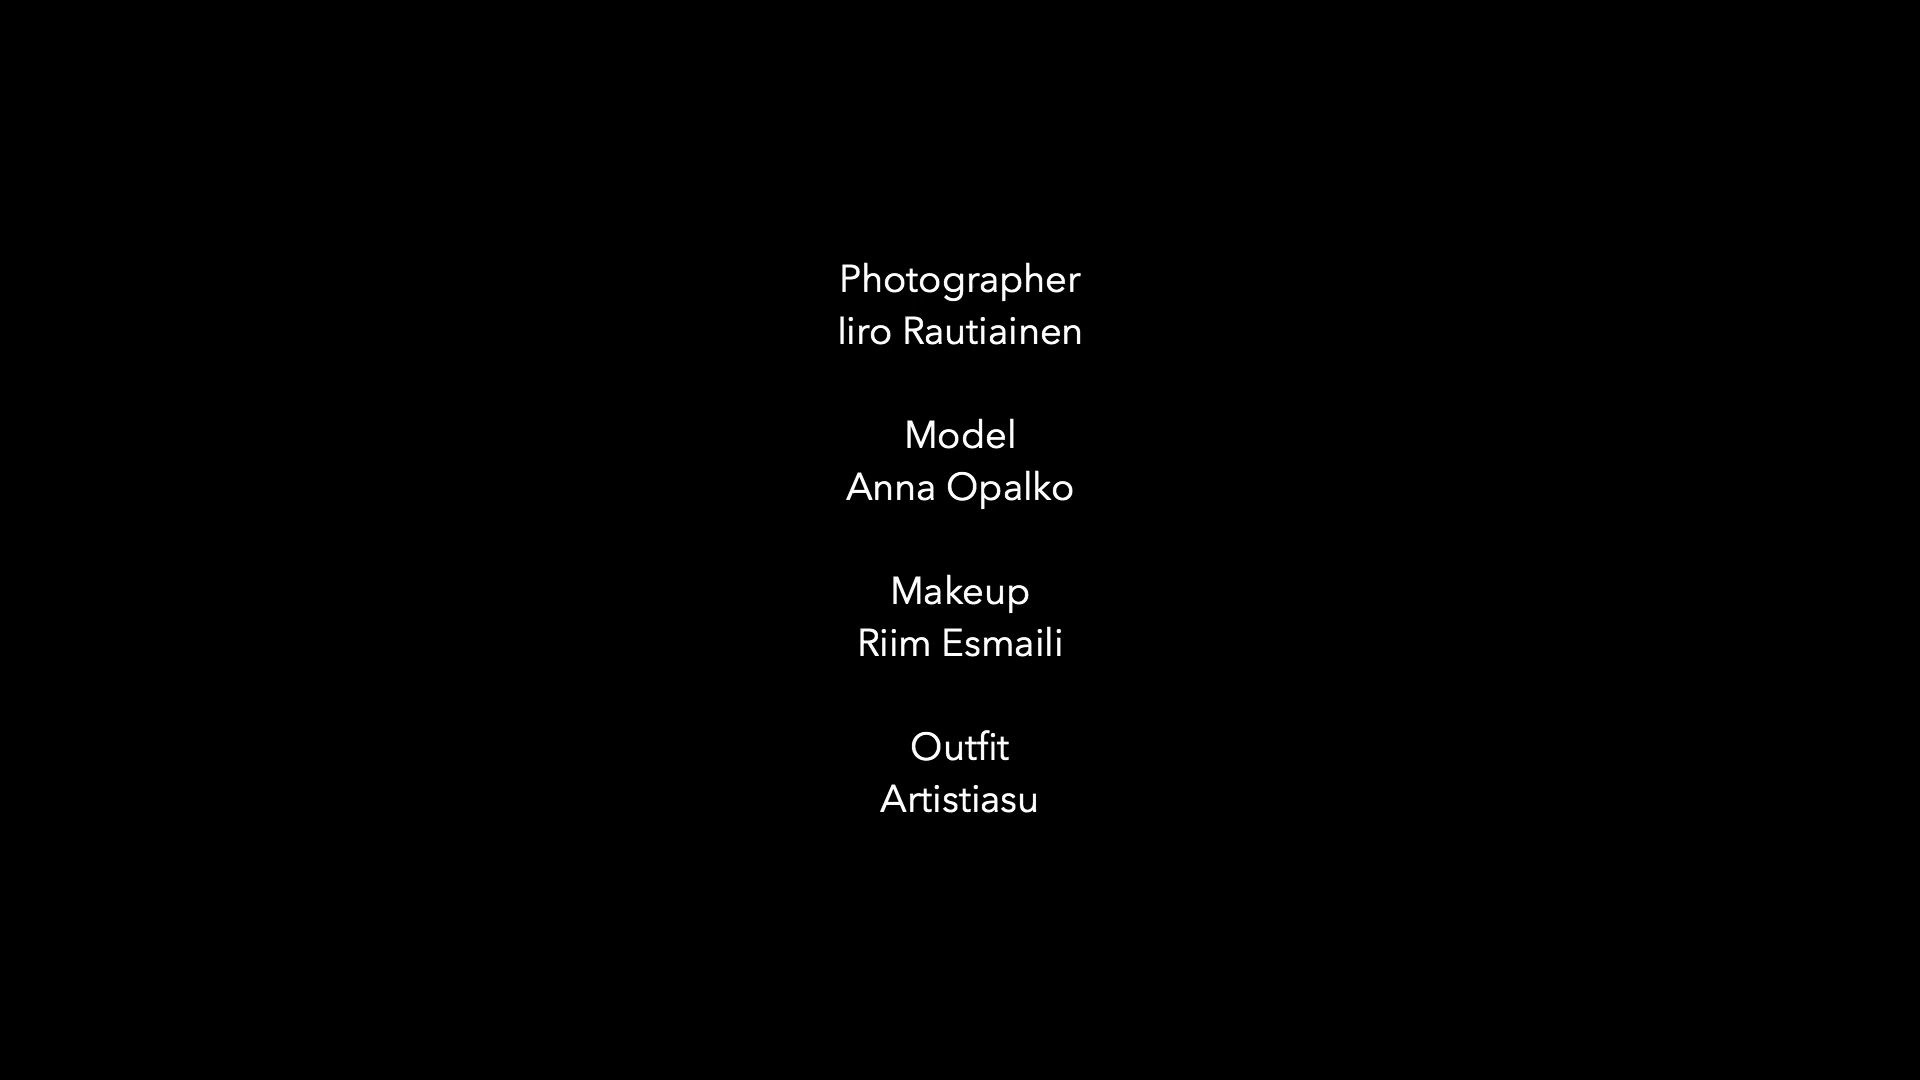 Photographer
Iiro Rautiainen
Model
Anna Opalko
Makeup
Riim Esmaili
Outfit
Artistiasu